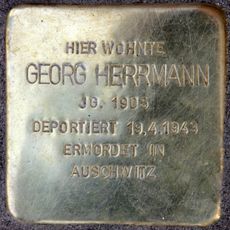 HIER WOHNTE
GEORG HERRMANN
JG. 1905
DEPORTIERT 19.4.1943
ERMORDET IN
AUSCHWITZ